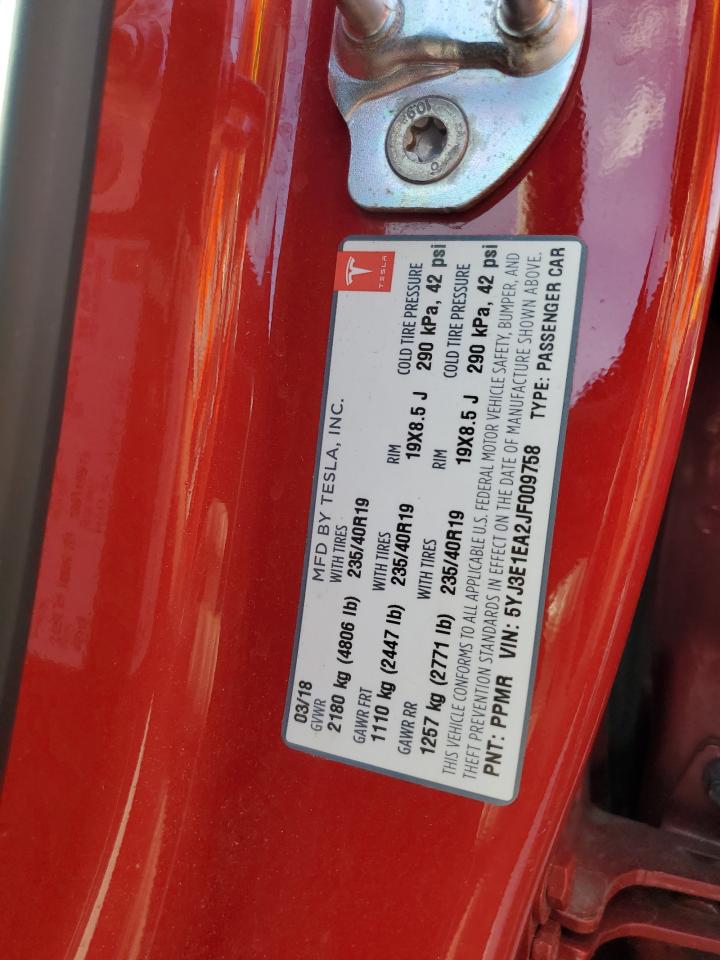 10.9
TESLA
MFD BY TESLA, INC.
03/18
GVWR WITH TIRES
2180 kg (4806 lb) 235/40R19
GAWR FRT WITH TIRES RIM COLD TIRE PRESSURE
1110 kg (2447 lb) 235/40R19 19X8.5 J 290 kPa, 42 psi
GAWR RR WITH TIRES RIM COLD TIRE PRESSURE
1257 kg (2771 lb) 235/40R19 19X8.5 J 290 kPa, 42 psi
THIS VEHICLE CONFORMS TO ALL APPLICABLE U.S. FEDERAL MOTOR VEHICLE SAFETY, BUMPER, AND
THEFT PREVENTION STANDARDS IN EFFECT ON THE DATE OF MANUFACTURE SHOWN ABOVE.
PNT: PPMR VIN: 5YJ3E1EA2JF009758 TYPE: PASSENGER CAR